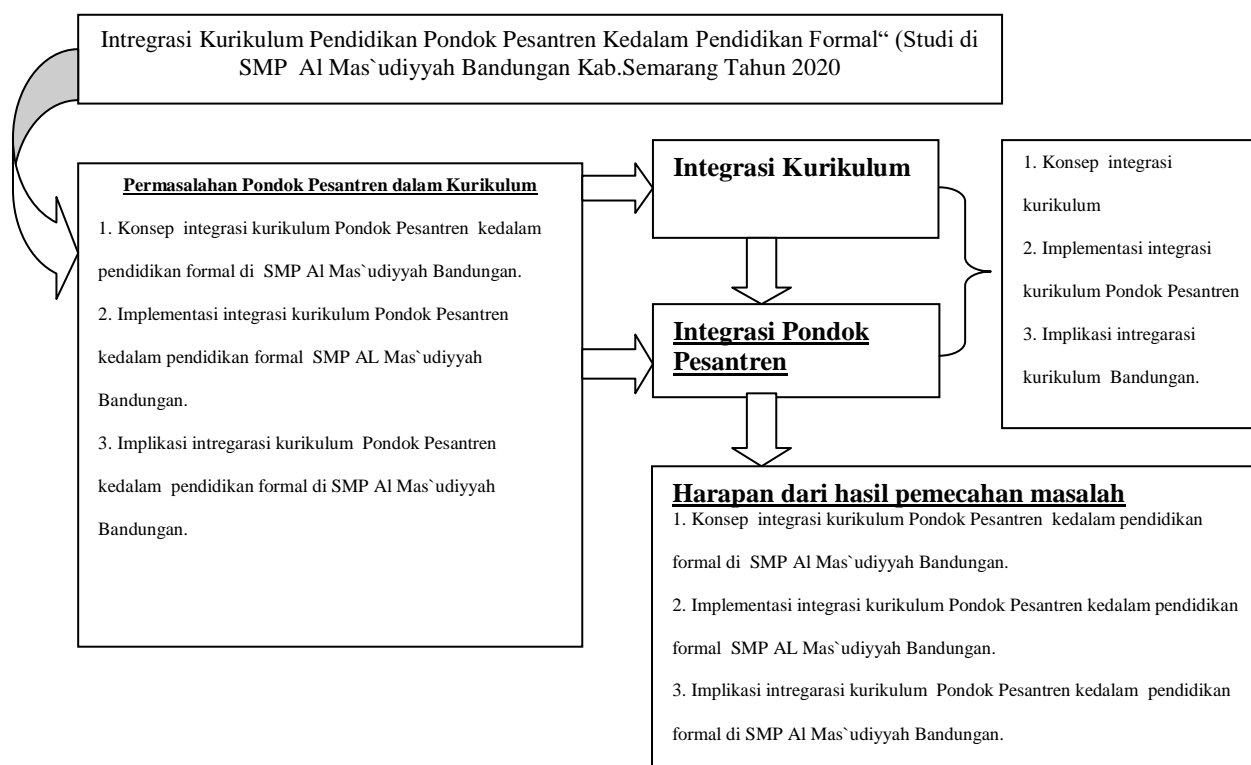 Intregrasi Kurikulum Pendidikan Pondok Pesantren Kedalam Pendidikan Formal“ (Studi di
SMP Al Mas`udiyyah Bandungan Kab.Semarang Tahun 2020
Permasalahan Pondok Pesantren dalam Kurikulum
1. Konsep integrasi kurikulum Pondok Pesantren kedalam
pendidikan formal di SMP Al Mas`udiyyah Bandungan.
2. Implementasi integrasi kurikulum Pondok Pesantren
kedalam pendidikan formal SMP AL Mas`udiyyah
Bandungan.
3. Implikasi intregarasi kurikulum Pondok Pesantren
kedalam pendidikan formal di SMP Al Mas`udiyyah
Bandungan.
Integrasi Kurikulum
Integrasi Pondok
Pesantren
1. Konsep integrasi
kurikulum
2. Implementasi integrasi
kurikulum Pondok Pesantren
3. Implikasi intregarasi
kurikulum Bandungan.
Harapan dari hasil pemecahan masalah
1. Konsep integrasi kurikulum Pondok Pesantren kedalam pendidikan
formal di SMP Al Mas`udiyyah Bandungan.
2. Implementasi integrasi kurikulum Pondok Pesantren kedalam pendidikan
formal SMP AL Mas`udiyyah Bandungan.
3. Implikasi intregarasi kurikulum Pondok Pesantren kedalam pendidikan
formal di SMP Al Mas`udiyyah Bandungan.